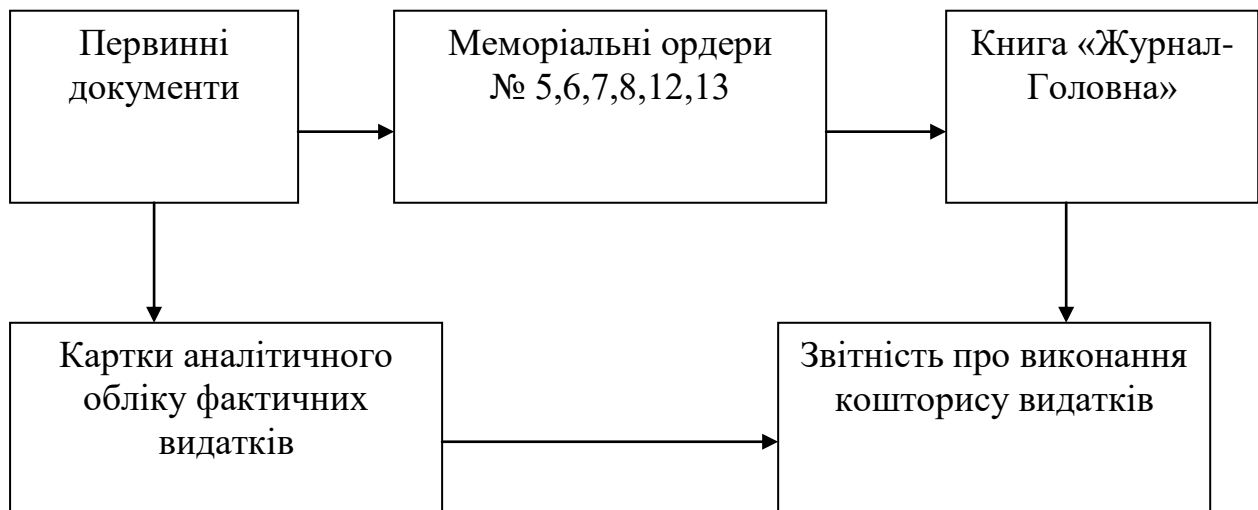 Первинні
документи
Меморіальні ордери
№ 5,6,7,8,12,13
Книга «Журнал-
Головна»
Картки аналітичного
обліку фактичних
видатків
Звітність про виконання
кошторису видатків